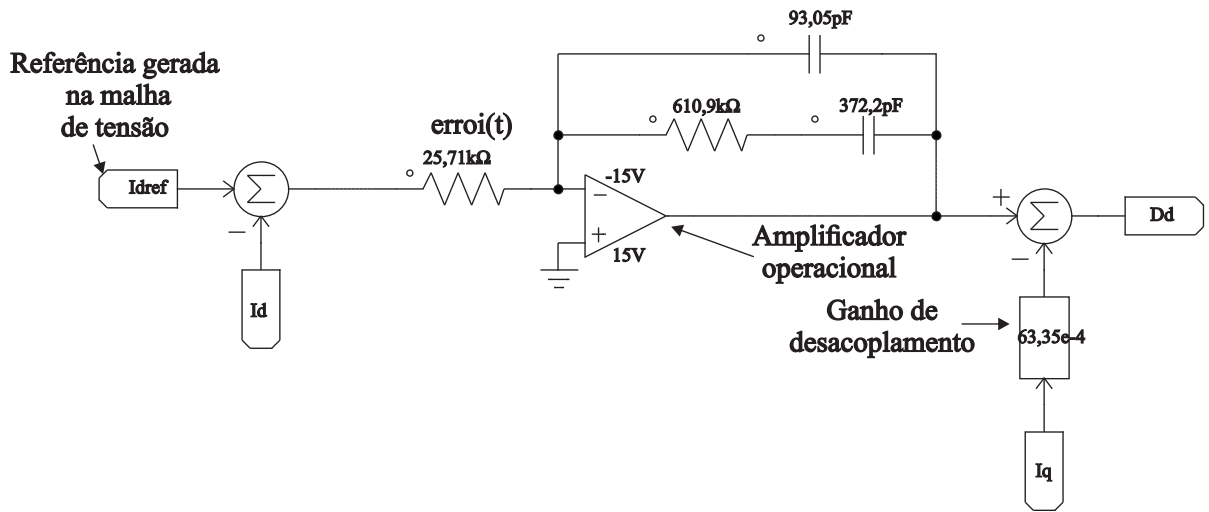 93,05pF
Referência gerada
na malha
de tensão
610,9kΩ
372,2pF
erroi(t)
25,71kΩ
Idref
Σ
-15V
−
+
15V
−
Id
Amplificador
operacional
+
Σ
−
Dd
Ganho de
desacoplamento
63,35e-4
Iq